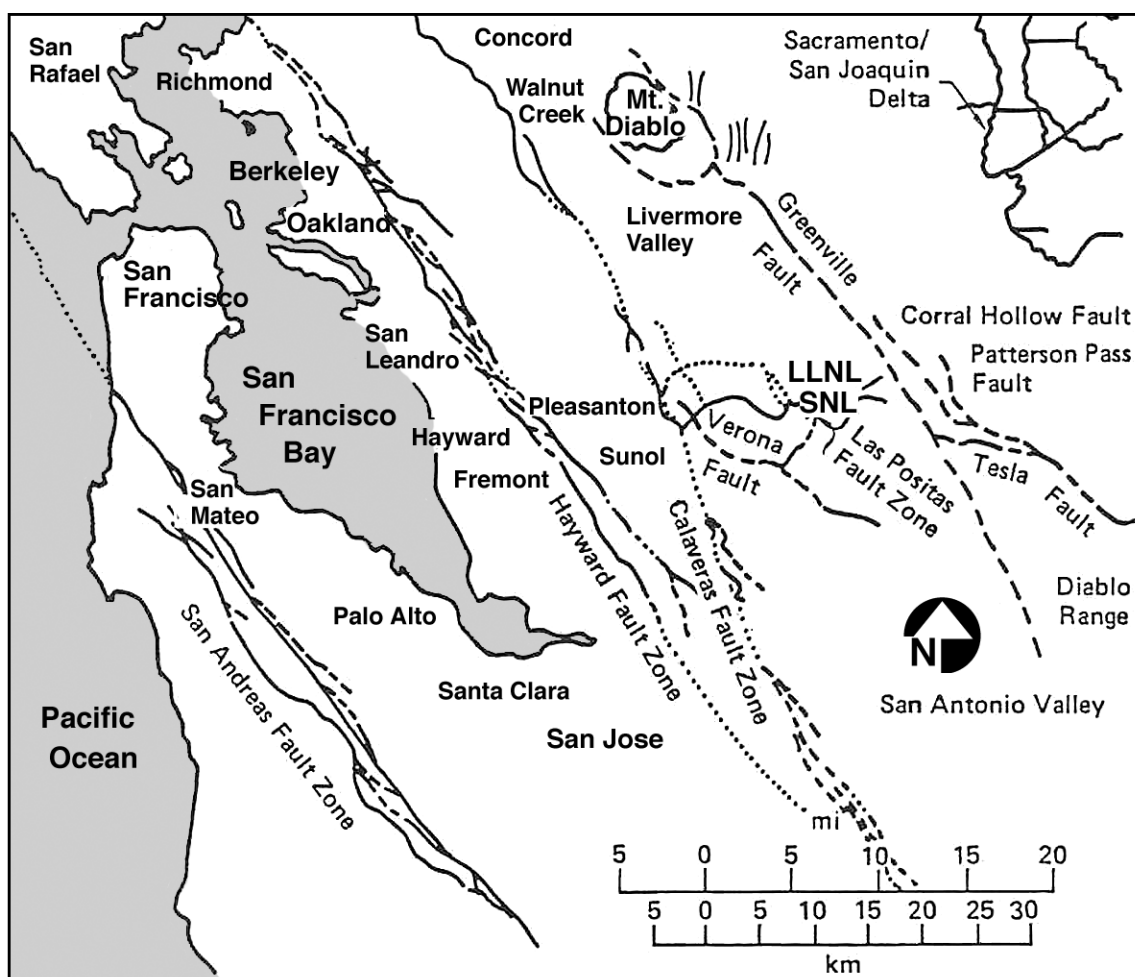 San
Rafael
Richmond
Concord
Walnut
Creek
Mt.
Diablo
Sacramento/
San Joaquin
Delta
Berkeley
Oakland
Livermore
Valley
Greenville
Fault
San
Francisco
San
Leandro
Corral Hollow Fault
Patterson Pass
Fault
LLNL
SNL
San
Francisco
Bay
Pleasanton
Hayward
Verona
Fault
Sunol
Las Positas
Fault Zone
Tesla
Fault
Fremont
San
Mateo
Hayward Fault Zone
Calaveras Fault Zone
Diablo
Range
Palo Alto
San Andreas Fault Zone
N
Santa Clara
San Antonio Valley
Pacific
Ocean
San Jose
mi
5 0 5 10 15 20
5 0 5 10 15 20 25 30
km